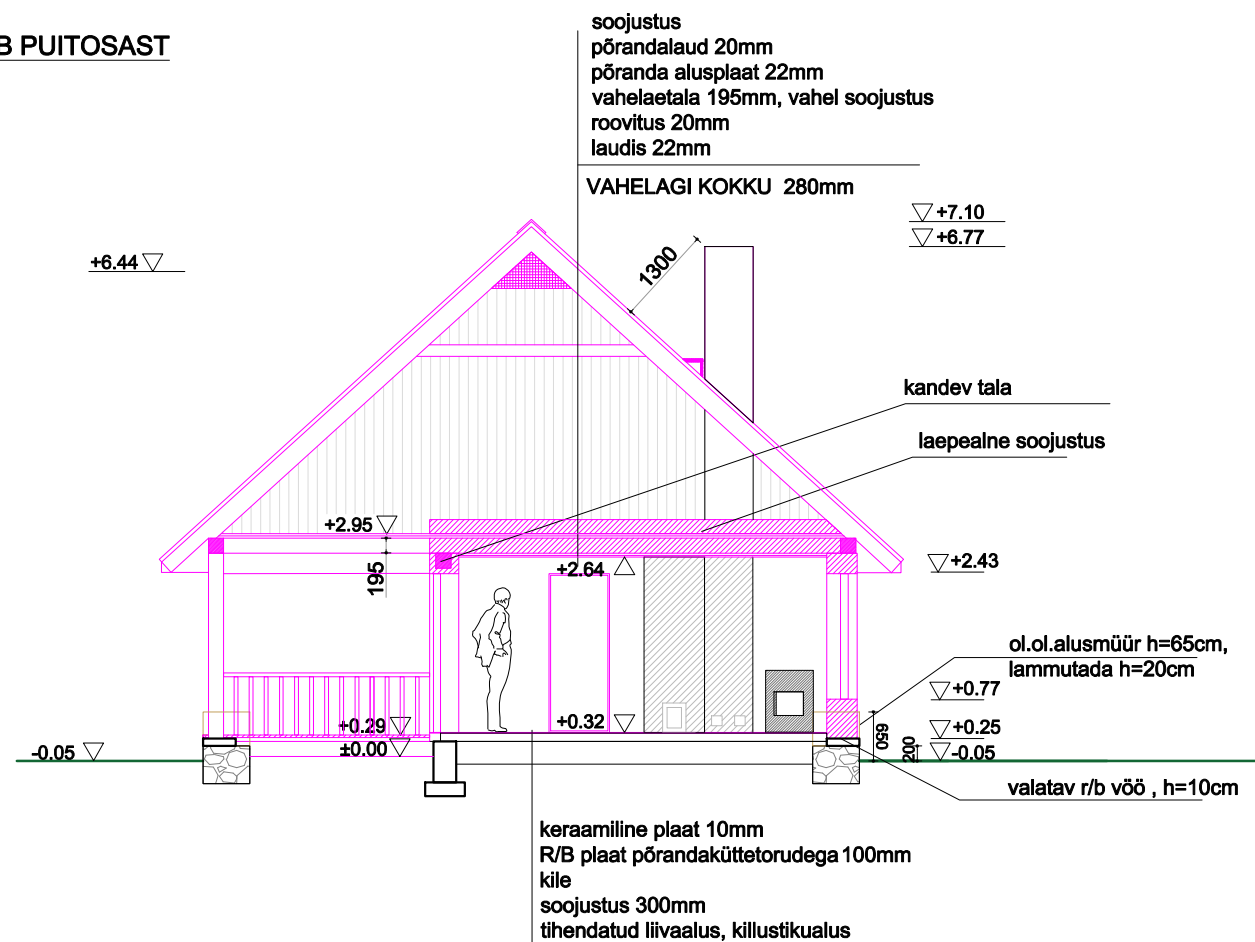 B PUITOSAST
soojustus
põrandalaud 20mm
põranda alusplaat 22mm
vahelaetala 195mm, vahel soojustus
roovitus 20mm
laudis 22mm
VAHELAGI KOKKU 280mm
+7.10
+6.77
+6.44
1300
kandev tala
laepealne soojustus
+2.95
195
+2.64
+2.43
ol.ol.alusmüür h=65cm,
lammutada h=20cm
+0.77
+0.29
+0.32
+0.25
650
200
-0.05
±0.00
-0.05
valatav r/b vöö , h=10cm
keraamiline plaat 10mm
R/B plaat põrandaküttetorudega 100mm
kile
soojustus 300mm
tihendatud liivaalus, killustikualus